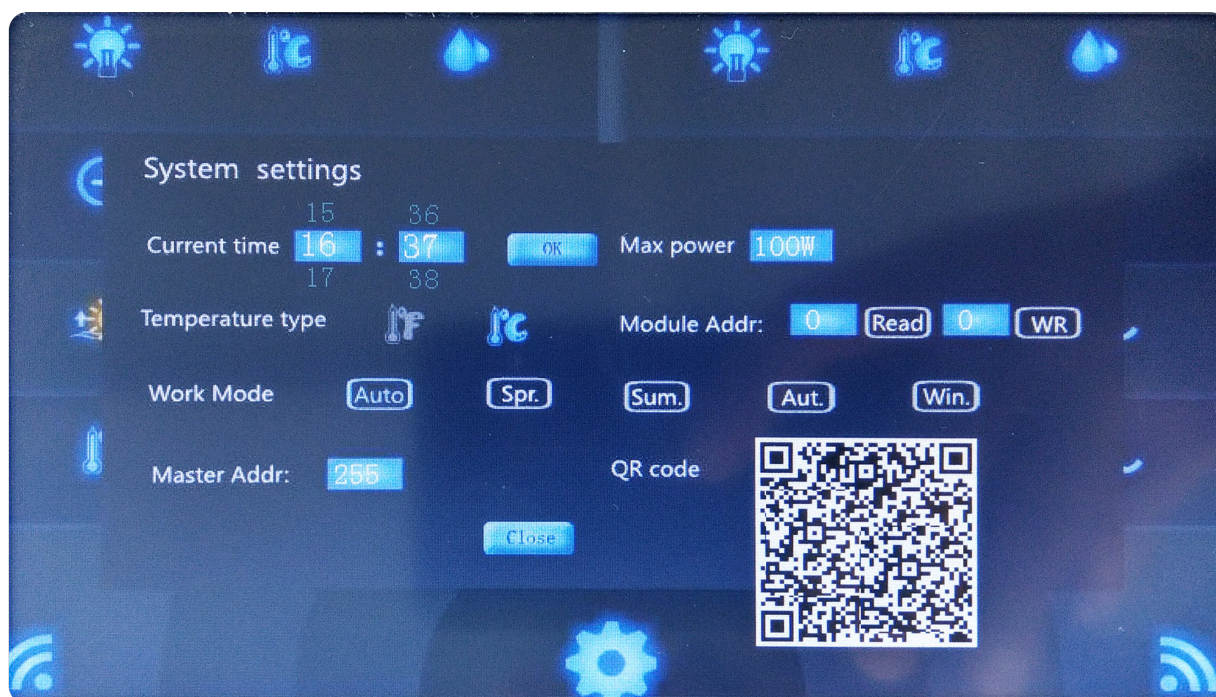 System settings
15 36
Current time 16 : 37 OK Max power 100W
17 38
Temperature type °F °C Module Addr: 0 Read 0 WR
Work Mode Auto Spr. Sum. Aut. Win.
Master Addr: 255 QR code
Close